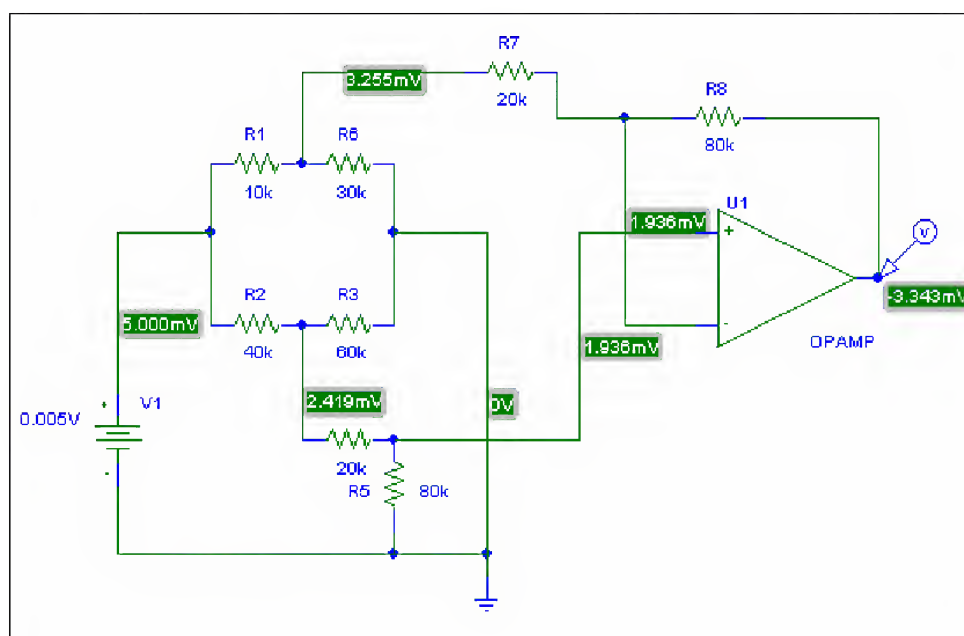 R7
3.255mV
20k
R8
80k
R1
R6
10k
30k
U1
1.936mV
+
-
OPAMP
-3.343mV
V
R2
R3
5.000mV
40k
60k
1.936mV
2.419mV
0V
0.005V
+
-
V1
20k
R5
80k